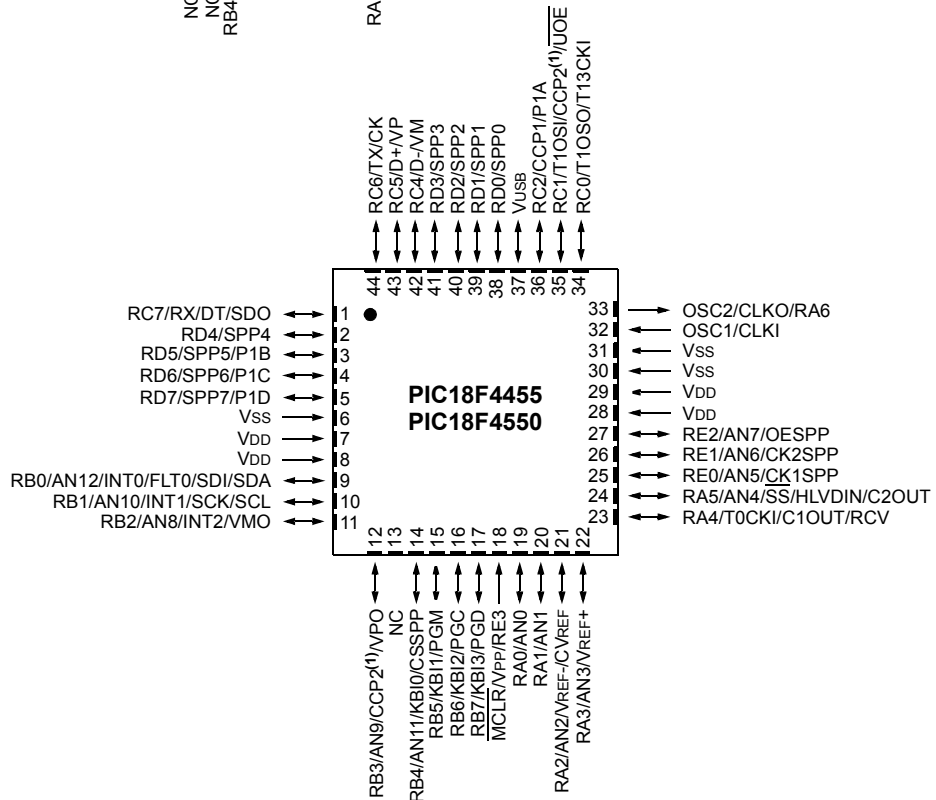 NC
NC
RB4
RA
RC6/TX/CK
RC5/D+/VP
RC4/D-/VM
RD3/SPP3
RD2/SPP2
RD1/SPP1
RD0/SPP0
VUSB
RC2/CCP1/P1A
RC1/T1OSI/CCP2(1)/UOE
RC0/T1OSO/T13CKI
44
43
42
41
40
39
38
37
36
35
34
RC7/RX/DT/SDO 1
RD4/SPP4 2
RD5/SPP5/P1B 3
RD6/SPP6/P1C 4
RD7/SPP7/P1D 5
VSS 6
VDD 7
VDD 8
RB0/AN12/INT0/FLT0/SDI/SDA 9
RB1/AN10/INT1/SCK/SCL 10
RB2/AN8/INT2/VMO 11
PIC18F4455
PIC18F4550
33 OSC2/CLKO/RA6
32 OSC1/CLKI
31 VSS
30 VSS
29 VDD
28 VDD
27 RE2/AN7/OESPP
26 RE1/AN6/CK2SPP
25 RE0/AN5/CK1SPP
24 RA5/AN4/SS/HLVDIN/C2OUT
23 RA4/T0CKI/C1OUT/RCV
12
13
14
15
16
17
18
19
20
21
22
RB3/AN9/CCP2(1)/VPO
NC
RB4/AN11/KBI0/CSSPP
RB5/KBI1/PGM
RB6/KBI2/PGC
RB7/KBI3/PGD
MCLR/VPP/RE3
RA0/AN0
RA1/AN1
RA2/AN2/VREF-/CVREF
RA3/AN3/VREF+